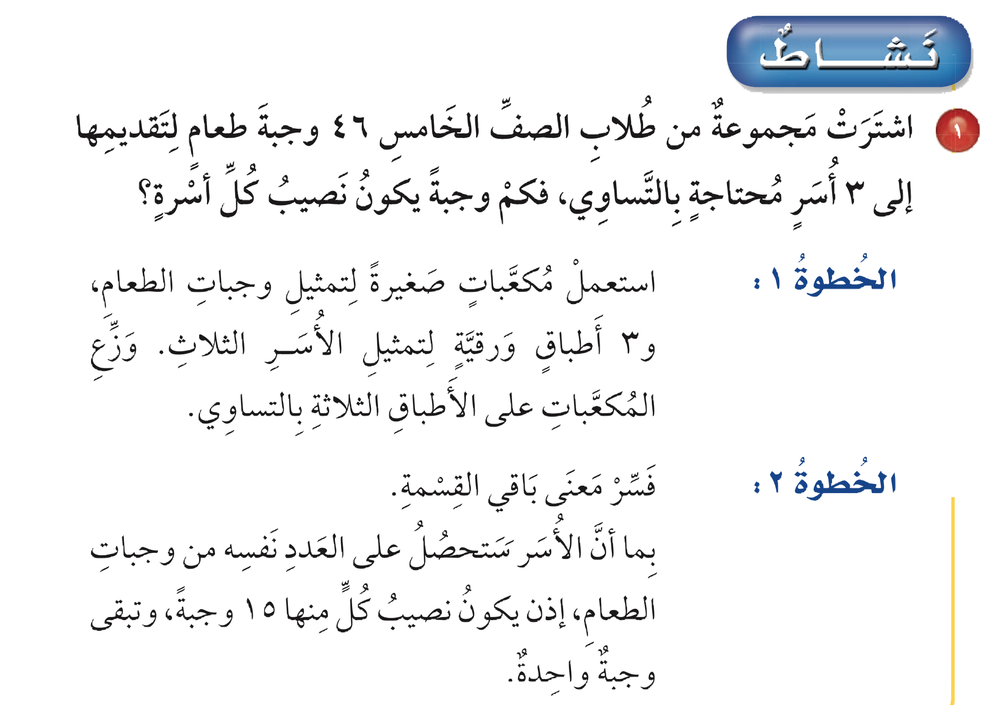 نَشـــاطٌ
١ اشتَرَتْ مَجموعةٌ من طُلابِ الصفِّ الخَامسِ ٤٦ وجبةَ طعامٍ لِتَقديمِها
إلى ٣ أُسَرٍ مُحتاجةٍ بِالتَّساوِي، فكمْ وجبةً يكونُ نَصيبُ كُلِّ أسْرةٍ؟
الخُطوةُ ١ : استعملْ مُكعَّباتٍ صَغيرةً لِتمثيلِ وجباتِ الطعامِ،
و٣ أَطباقٍ وَرقيَّةٍ لِتمثيلِ الأُسَـرِ الثلاثِ. وَزِّعِ
المُكعَّباتِ على الأَطباقِ الثلاثةِ بِالتساوِي.
الخُطوةُ ٢ : فَسِّرْ مَعنَى بَاقي القِسْمةِ.
بِما أنَّ الأُسَر سَتحصُلُ على العَددِ نَفسِه من وجباتِ
الطعامِ، إذن يكونُ نصيبُ كُلٍّ مِنها ١٥ وجبةً، وتبقى
وجبةٌ واحِدةٌ.